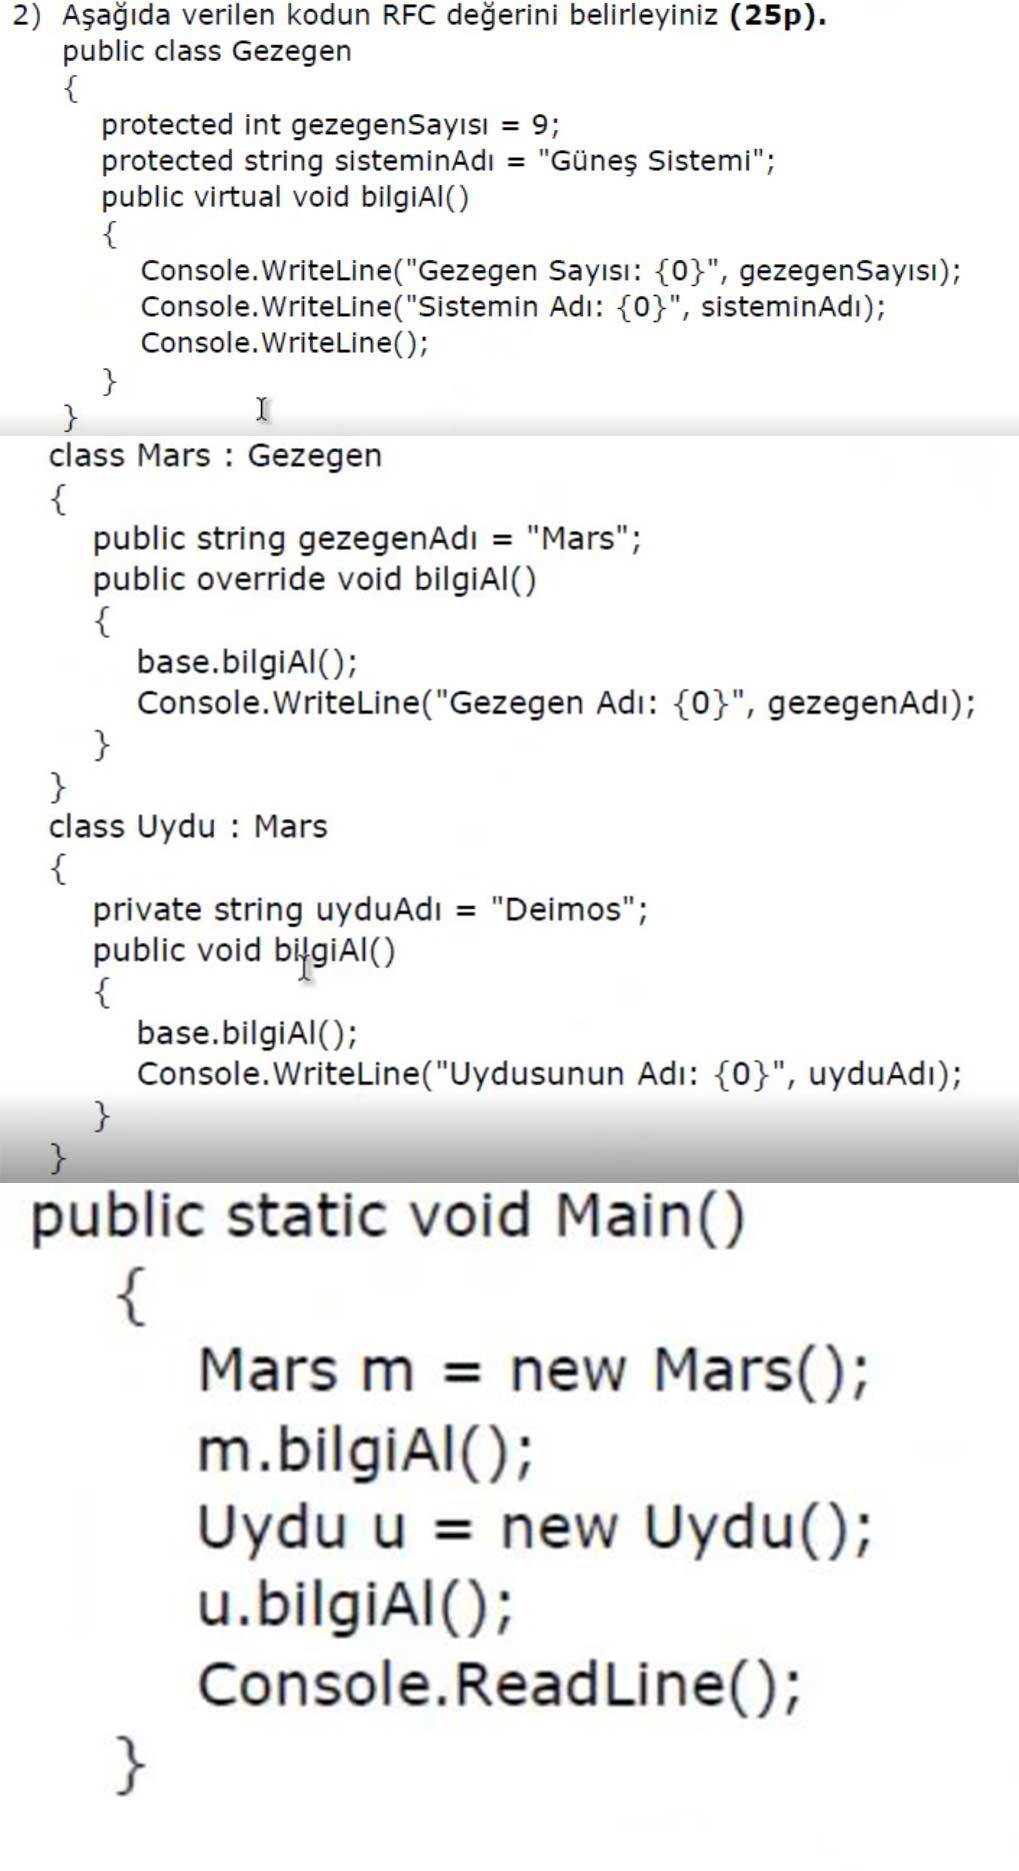 2) Aşağıda verilen kodun RFC değerini belirleyiniz (25p).
public class Gezegen
{
protected int gezegenSayısı = 9;
protected string sisteminAdı = "Güneş Sistemi";
public virtual void bilgiAl()
{
Console.WriteLine("Gezegen Sayısı: {0}", gezegenSayısı);
Console.WriteLine("Sistemin Adı: {0}", sisteminAdı);
Console.WriteLine();
}
}
class Mars : Gezegen
{
public string gezegenAdı = "Mars";
public override void bilgiAl()
{
base.bilgiAl();
Console.WriteLine("Gezegen Adı: {0}", gezegenAdı);
}
}
class Uydu : Mars
{
private string uyduAdı = "Deimos";
public void bilgiAl()
{
base.bilgiAl();
Console.WriteLine("Uydusunun Adı: {0}", uyduAdı);
}
}
public static void Main()
{
Mars m = new Mars();
m.bilgiAl();
Uydu u = new Uydu();
u.bilgiAl();
Console.ReadLine();
}